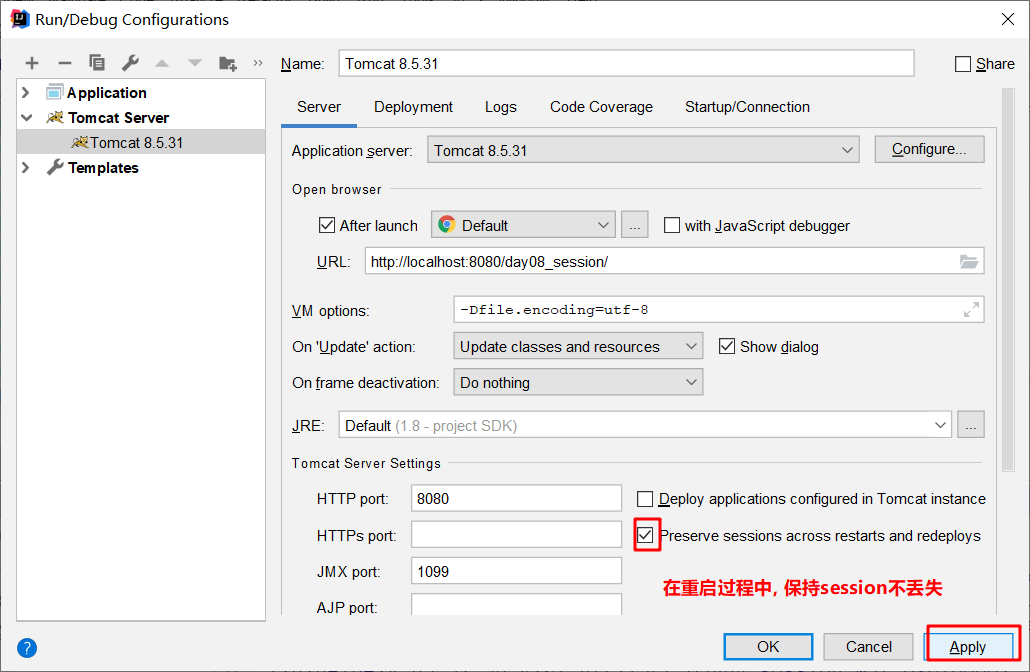 Run/Debug Configurations
Name: Tomcat 8.5.31 Share
Application
Tomcat Server
Tomcat 8.5.31
Templates
Server Deployment Logs Code Coverage Startup/Connection
Application server: Tomcat 8.5.31 Configure...
Open browser
After launch Default ... with JavaScript debugger
URL: http://localhost:8080/day08_session/
VM options: -Dfile.encoding=utf-8
On 'Update' action: Update classes and resources Show dialog
On frame deactivation: Do nothing
JRE: Default (1.8 - project SDK) ...
Tomcat Server Settings
HTTP port: 8080 Deploy applications configured in Tomcat instance
HTTPs port: Preserve sessions across restarts and redeploys
JMX port: 1099
在重启过程中, 保持session不丢失
AJP port:
? OK Cancel Apply